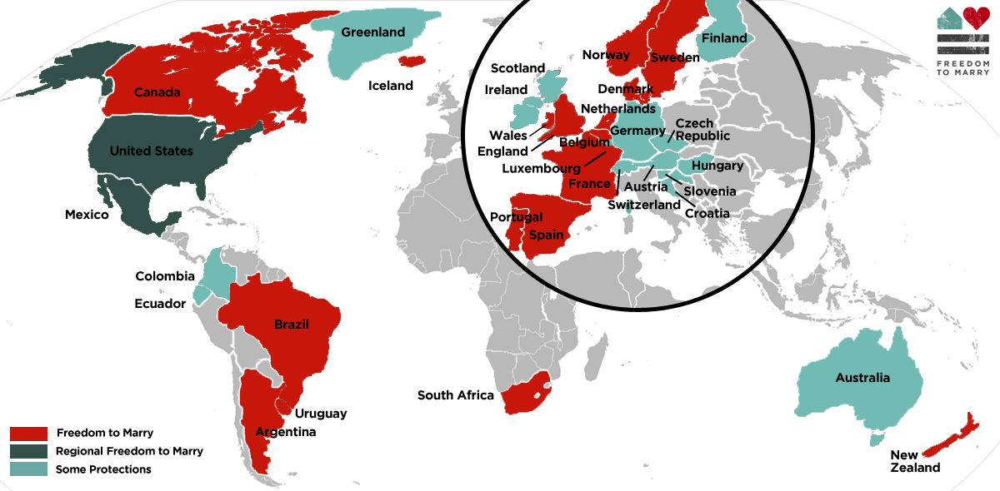 Greenland
Iceland
Canada
United States
Mexico
Colombia
Ecuador
Brazil
Uruguay
Argentina
South Africa
Norway
Sweden
Finland
Scotland
Ireland
Denmark
Netherlands
Wales
England
Belgium
Germany
Czech
Republic
Luxembourg
France
Hungary
Austria
Slovenia
Switzerland
Croatia
Portugal
Spain
Australia
New
Zealand
FREEDOM
TO MARRY
Freedom to Marry
Regional Freedom to Marry
Some Protections